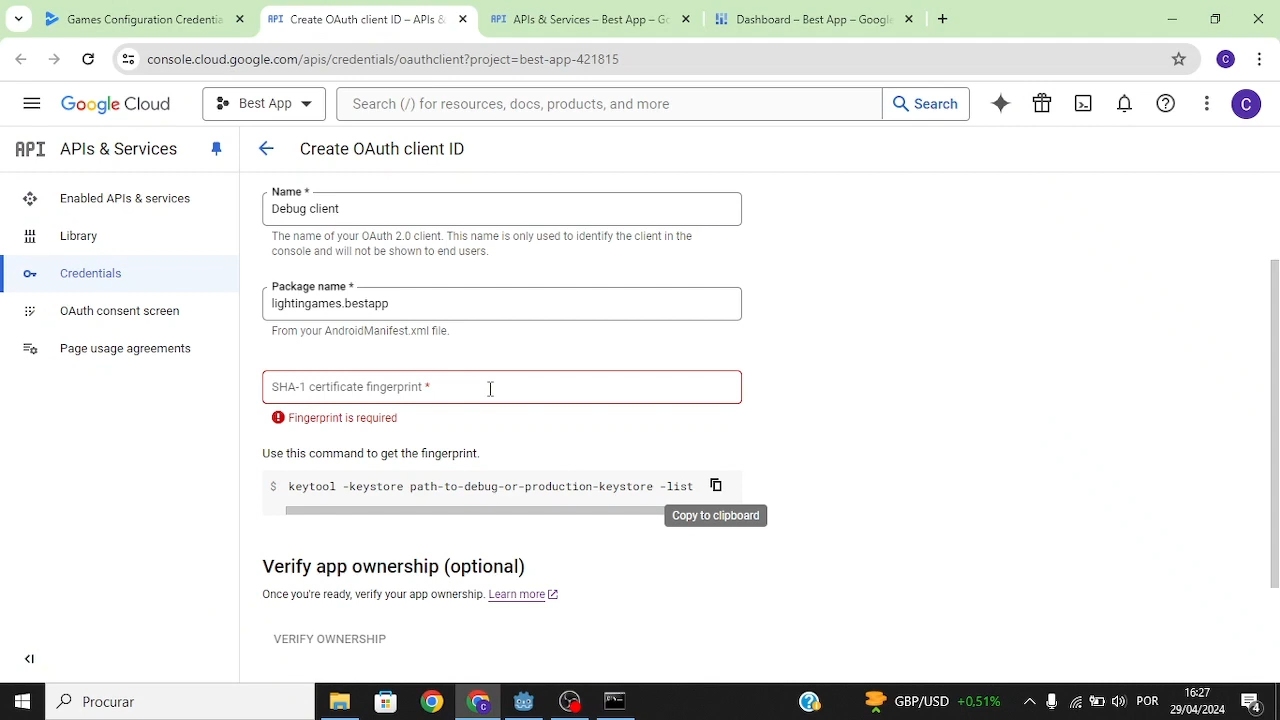 Games Configuration Credentia
API Create OAuth client ID – APIs &
API APIs & Services – Best App – Go
Dashboard – Best App – Google
console.cloud.google.com/apis/credentials/oauthclient?project=best-app-421815
C
Google Cloud
Best App
Search (/) for resources, docs, products, and more
Search
C
API APIs & Services
Create OAuth client ID
Enabled APIs & services
Library
Credentials
OAuth consent screen
Page usage agreements
Name *
Debug client
The name of your OAuth 2.0 client. This name is only used to identify the client in the
console and will not be shown to end users.
Package name *
lightingames.bestapp
From your AndroidManifest.xml file.
SHA-1 certificate fingerprint *
Fingerprint is required
Use this command to get the fingerprint.
$ keytool -keystore path-to-debug-or-production-keystore -list
Copy to clipboard
Verify app ownership (optional)
Once you're ready, verify your app ownership. Learn more
VERIFY OWNERSHIP
Procurar
GBP/USD +0,51%
POR
16:27
29/04/2024
4